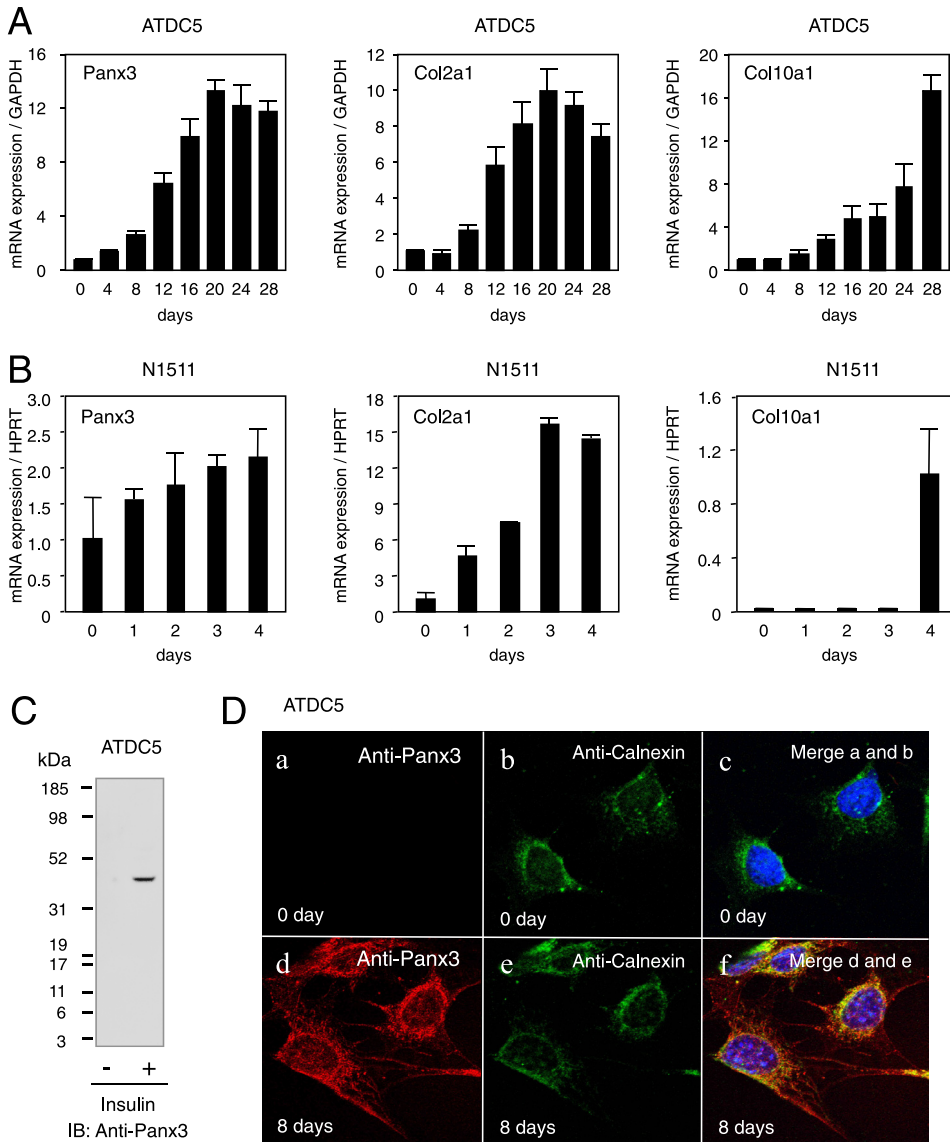 A
ATDC5
ATDC5
ATDC5
mRNA expression / GAPDH
16
12
8
4
0
Panx3
0 4 8 12 16 20 24 28
days
mRNA expression / GAPDH
12
10
8
6
4
2
0
Col2a1
0 4 8 12 16 20 24 28
days
mRNA expression / GAPDH
20
16
12
8
4
0
Col10a1
0 4 8 12 16 20 24 28
days
B
N1511
N1511
N1511
mRNA expression / HPRT
3.0
2.5
2.0
1.5
1.0
0.5
0
Panx3
0 1 2 3 4
days
mRNA expression / HPRT
18
15
12
9
6
3
0
Col2a1
0 1 2 3 4
days
mRNA expression / HPRT
1.6
1.2
0.8
0.4
0
Col10a1
0 1 2 3 4
days
C
ATDC5
kDa
185
98
52
31
19
17
11
6
3
- +
Insulin
IB: Anti-Panx3
D
ATDC5
a Anti-Panx3
0 day
b Anti-Calnexin
0 day
c Merge a and b
0 day
d Anti-Panx3
8 days
e Anti-Calnexin
8 days
f Merge d and e
8 days